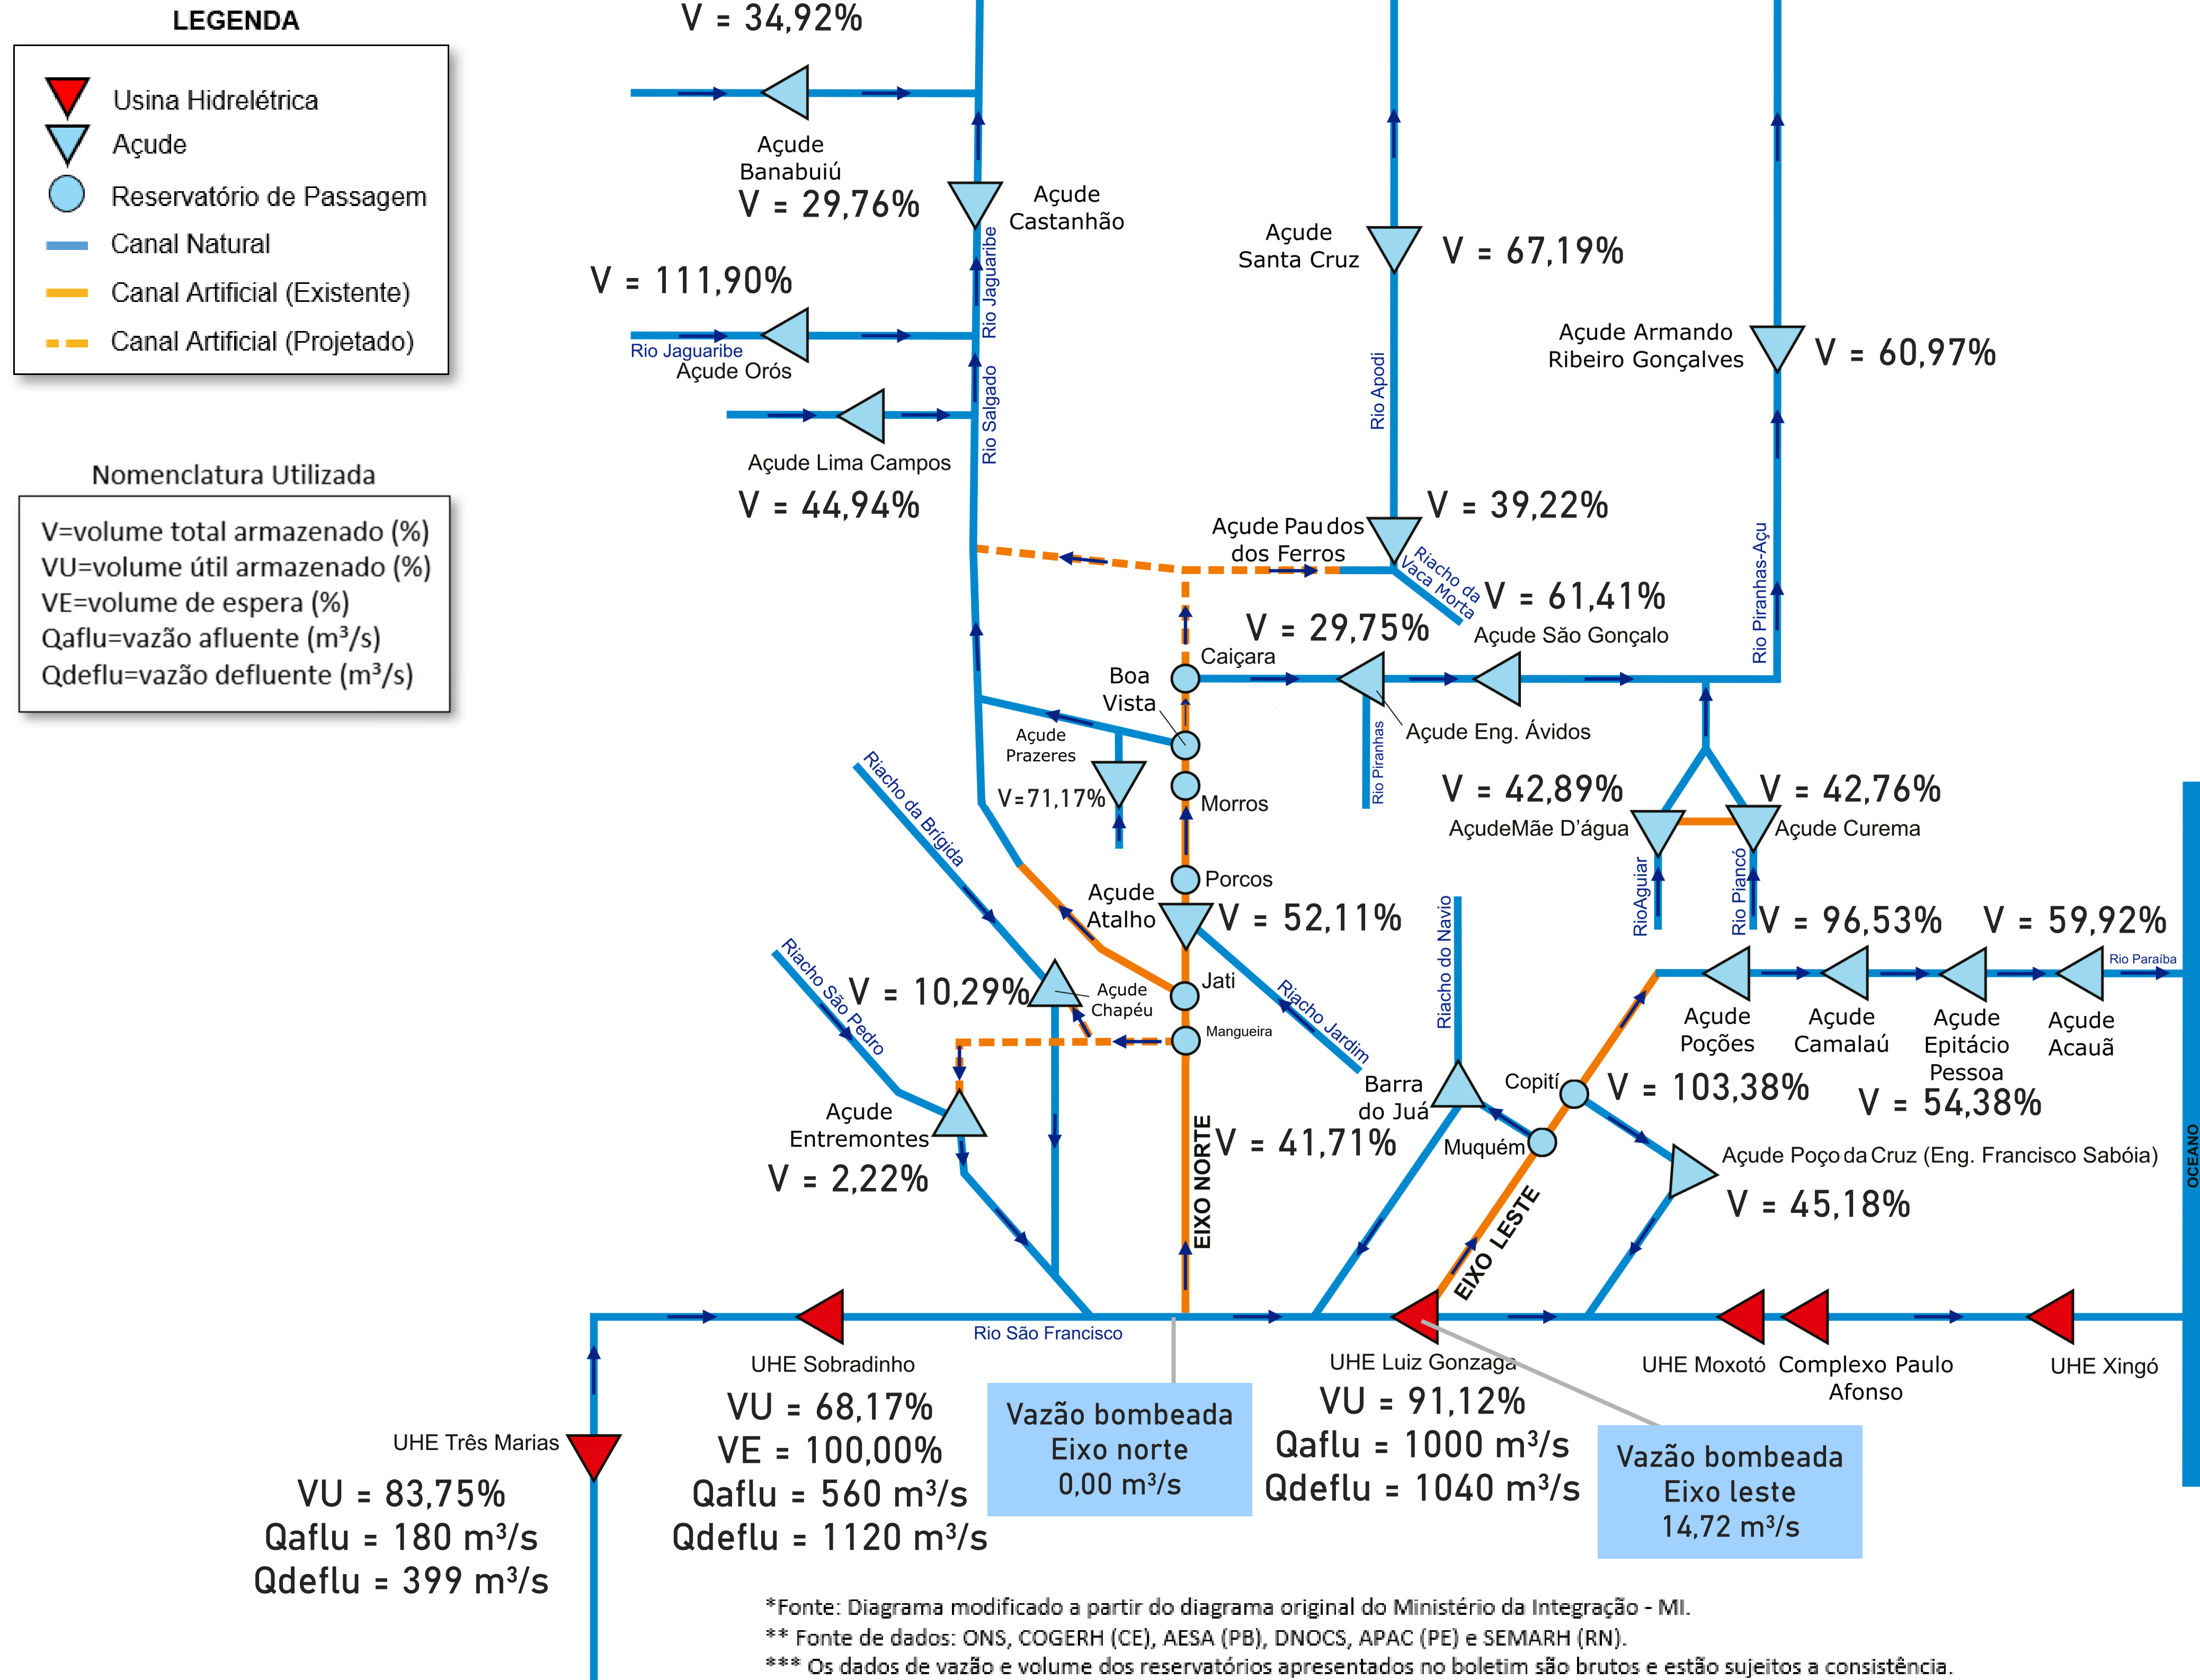 LEGENDA
Usina Hidrelétrica
Açude
Reservatório de Passagem
Canal Natural
Canal Artificial (Existente)
Canal Artificial (Projetado)
Nomenclatura Utilizada
V=volume total armazenado (%)
VU=volume útil armazenado (%)
VE=volume de espera (%)
Qaflu=vazão afluente (m³/s)
Qdeflu=vazão defluente (m³/s)
V = 34,92%
Açude
Banabuiú
V = 29,76%
Açude
Castanhão
Rio Jaguaribe
V = 111,90%
Rio Jaguaribe
Açude Orós
Rio Salgado
Açude Lima Campos
V = 44,94%
Açude
Santa Cruz
V = 67,19%
Rio Apodi
Açude Armando
Ribeiro Gonçalves
V = 60,97%
Rio Piranhas-Açu
Açude Pau dos
dos Ferros
V = 39,22%
Riacho da
Vaca Morta
V = 61,41%
Açude São Gonçalo
V = 29,75%
Caiçara
Boa
Vista
Açude Eng. Ávidos
Rio Piranhas
Açude
Prazeres
V=71,17%
Morros
Porcos
Açude
Atalho
V = 52,11%
V = 42,89%
AçudeMãe D'água
V = 42,76%
Açude Curema
RioAguiar
Rio Piancó
Riacho da Brígida
Riacho São Pedro
V = 10,29%
Açude
Chapéu
Jati
Mangueira
Riacho Jardim
Riacho do Navio
V = 96,53%
V = 59,92%
Rio Paraíba
Açude
Poções
Açude
Camalaú
Açude
Epitácio
Pessoa
Açude
Acauã
V = 103,38%
V = 54,38%
Açude
Entremontes
V = 2,22%
Barra
do Juá
V = 41,71%
Copití
Muquém
Açude Poço da Cruz (Eng. Francisco Sabóia)
V = 45,18%
EIXO NORTE
EIXO LESTE
OCEANO
Rio São Francisco
UHE Três Marias
VU = 83,75%
Qaflu = 180 m³/s
Qdeflu = 399 m³/s
UHE Sobradinho
VU = 68,17%
VE = 100,00%
Qaflu = 560 m³/s
Qdeflu = 1120 m³/s
Vazão bombeada
Eixo norte
0,00 m³/s
UHE Luiz Gonzaga
VU = 91,12%
Qaflu = 1000 m³/s
Qdeflu = 1040 m³/s
Vazão bombeada
Eixo leste
14,72 m³/s
UHE Moxotó
Complexo Paulo
Afonso
UHE Xingó
*Fonte: Diagrama modificado a partir do diagrama original do Ministério da Integração - MI.
** Fonte de dados: ONS, COGERH (CE), AESA (PB), DNOCS, APAC (PE) e SEMARH (RN).
*** Os dados de vazão e volume dos reservatórios apresentados no boletim são brutos e estão sujeitos a consistência.